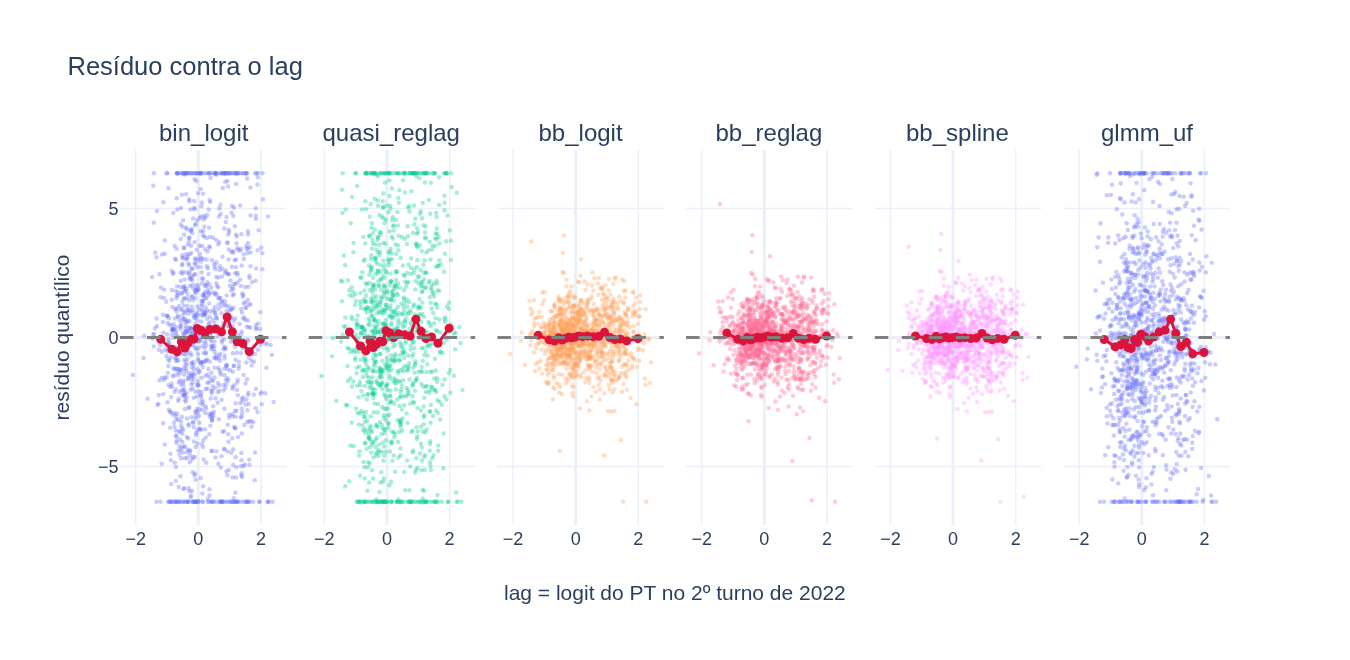 Resíduo contra o lag
bin_logit
quasi_reglag
bb_logit
bb_reglag
bb_spline
glmm_uf
resíduo quantílico
5
0
−5
−2 0 2
−2 0 2
−2 0 2
−2 0 2
−2 0 2
−2 0 2
lag = logit do PT no 2º turno de 2022